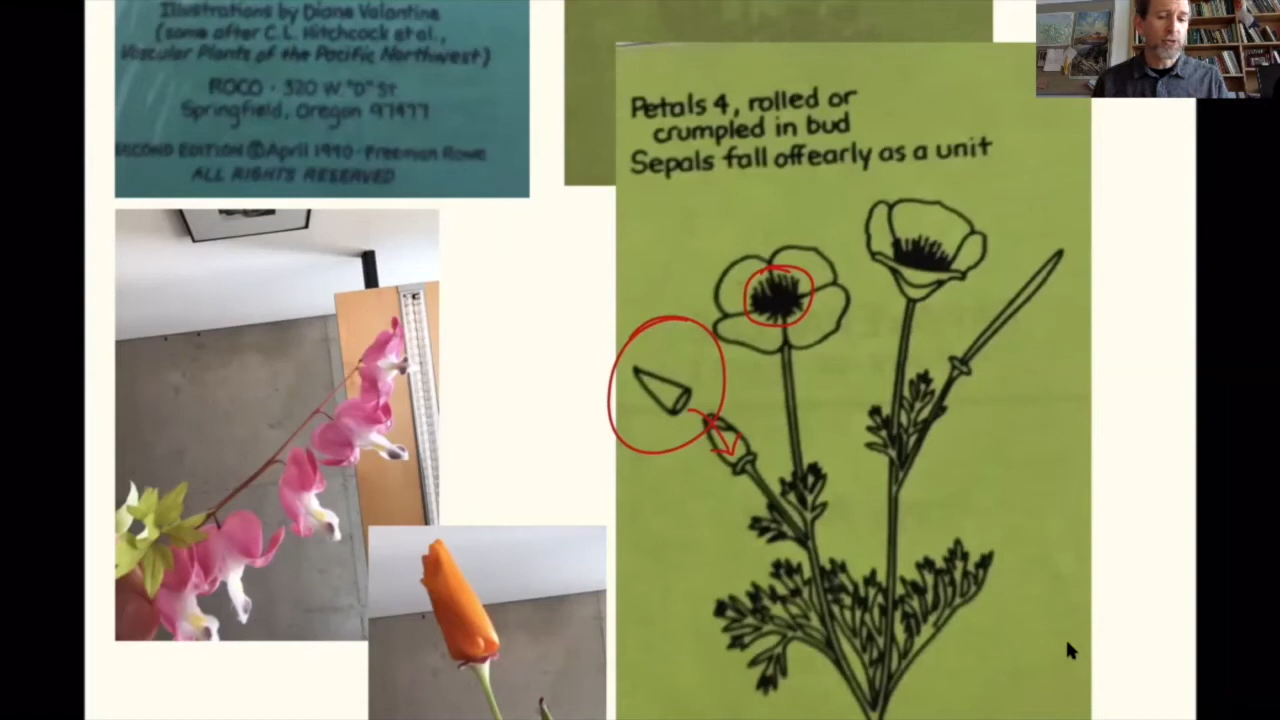 Illustrations by Diane Valantine
(some after C.L. Hitchcock et al.,
Vascular Plants of the Pacific Northwest)
ROCO · 320 W. "D" St
Springfield, Oregon 97477
SECOND EDITION © April 1990 · Freeman Rowe
ALL RIGHTS RESERVED
Petals 4, rolled or
crumpled in bud
Sepals fall off early as a unit